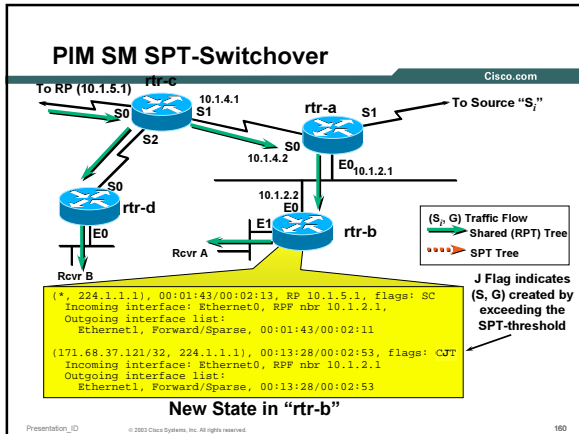 PIM SM SPT-Switchover
Cisco.com
To RP (10.1.5.1)
rtr-c
10.1.4.1
S0
S1
S2
rtr-a
S1
To Source "Si"
10.1.4.2
S0
E0
10.1.2.1
S0
rtr-d
E0
Rcvr B
10.1.2.2
E0
E1
rtr-b
Rcvr A
(Si, G) Traffic Flow
Shared (RPT) Tree
SPT Tree
(*, 224.1.1.1), 00:01:43/00:02:13, RP 10.1.5.1, flags: SC
Incoming interface: Ethernet0, RPF nbr 10.1.2.1,
Outgoing interface list:
Ethernet1, Forward/Sparse, 00:01:43/00:02:11
(171.68.37.121/32, 224.1.1.1), 00:13:28/00:02:53, flags: CJT
Incoming interface: Ethernet0, RPF nbr 10.1.2.1
Outgoing interface list:
Ethernet1, Forward/Sparse, 00:13:28/00:02:53
J Flag indicates
(S, G) created by
exceeding the
SPT-threshold
New State in "rtr-b"
Presentation_ID
© 2003 Cisco Systems, Inc. All rights reserved.
160